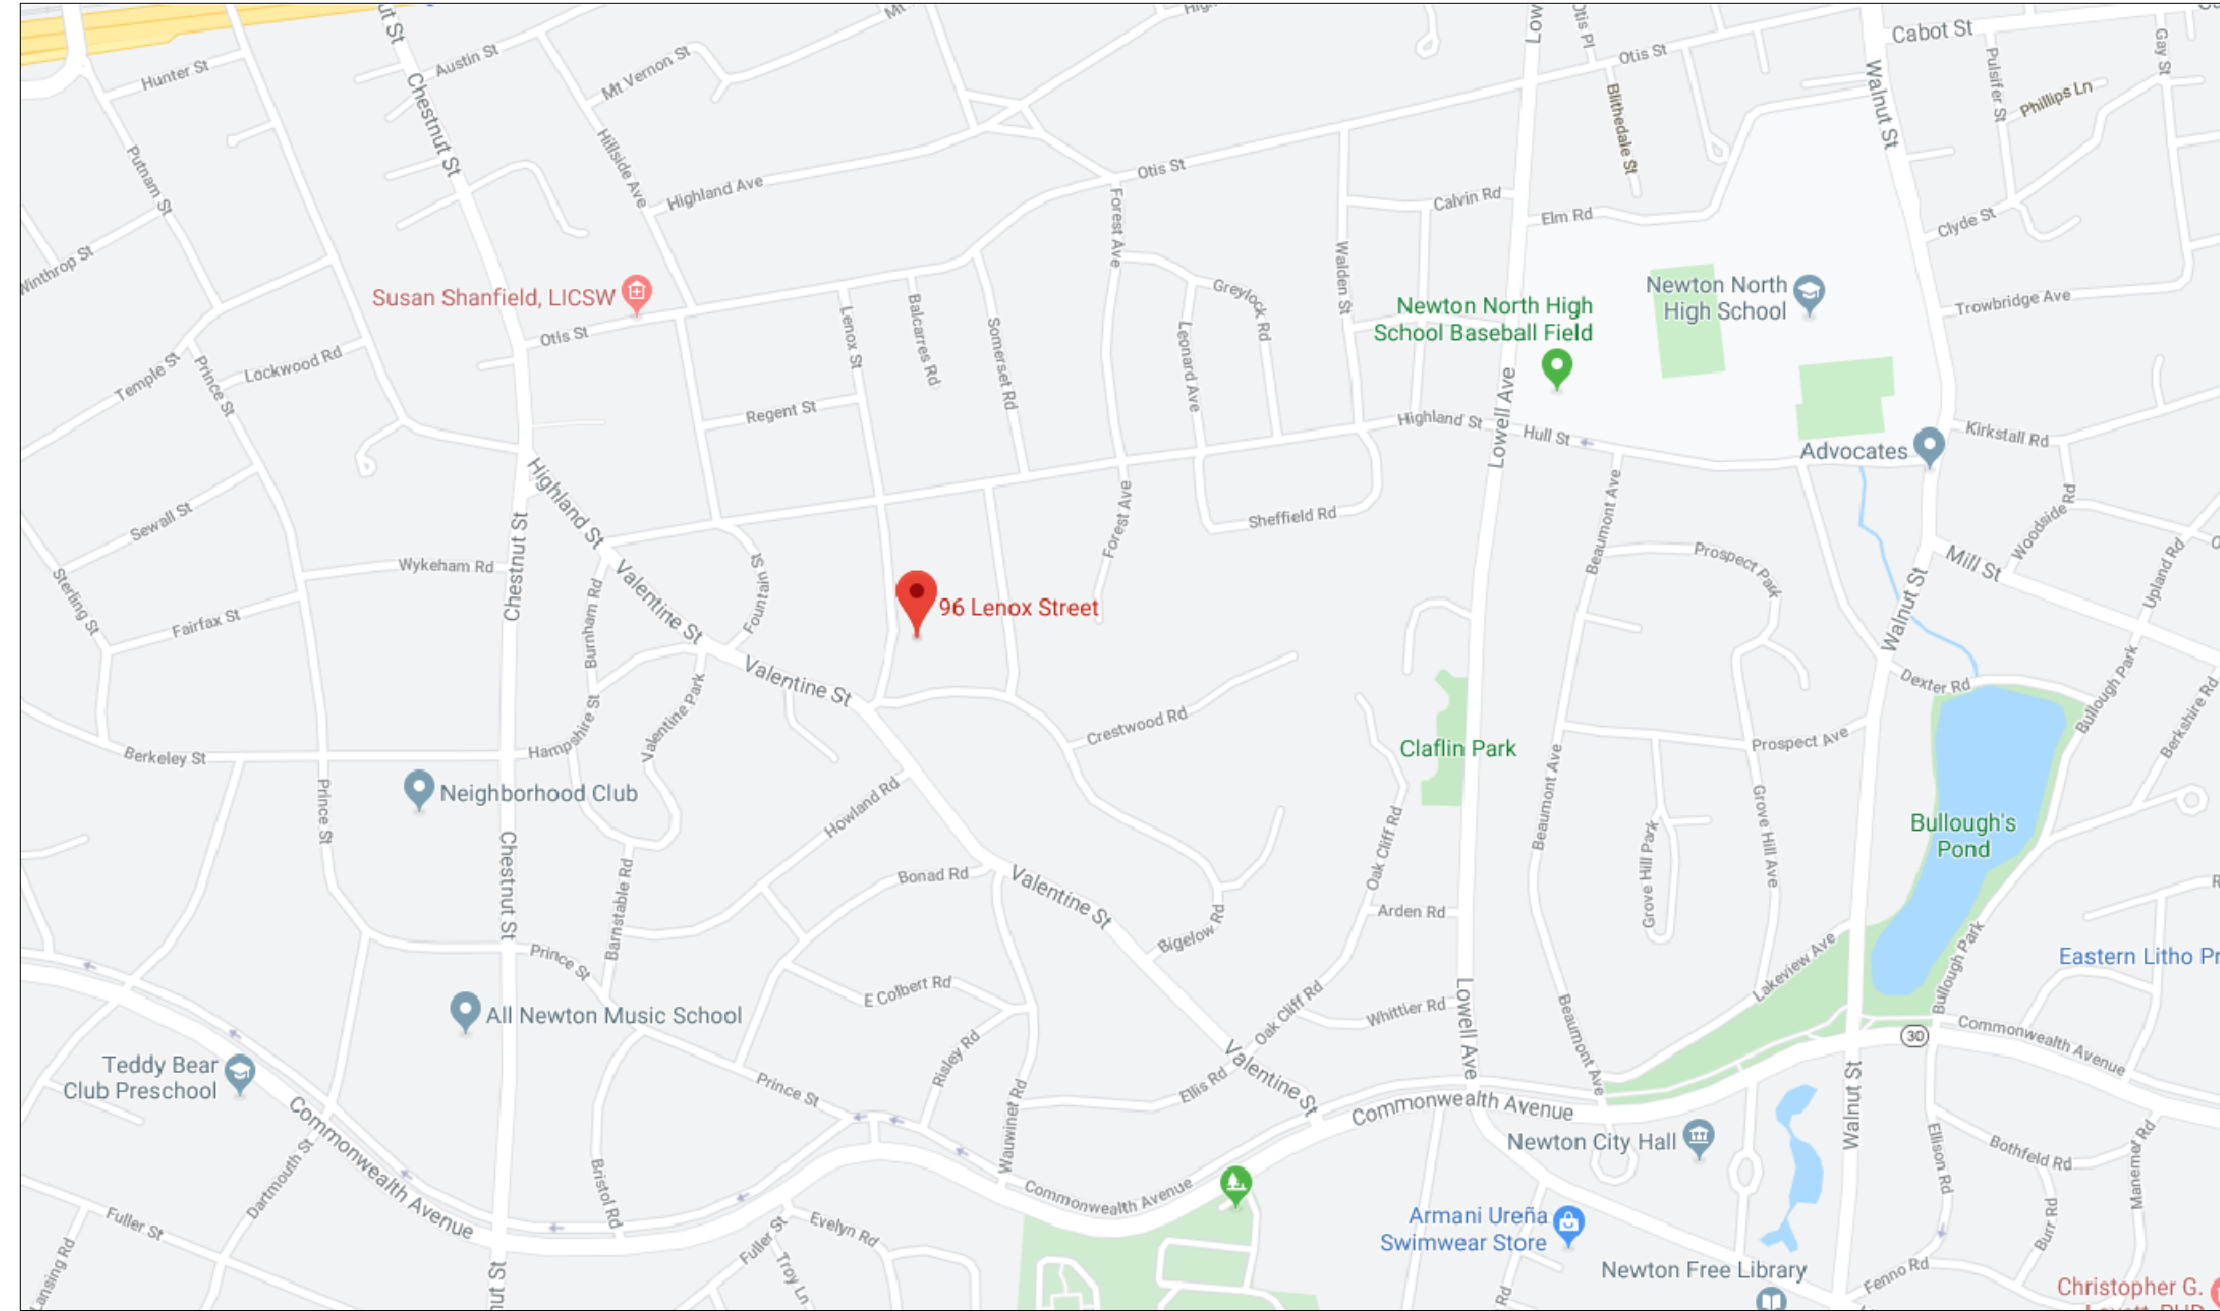 Cabot St
Otis Pl
Otis St
Gay St
Hunter St
Austin St
Mt Vernon St
Chestnut St
Walnut St
Pulsifer St
Phillips Ln
Blithedale St
Putnam St
Hillside Ave
Highland Ave
Otis St
Forest Ave
Calvin Rd
Elm Rd
Clyde St
Winthrop St
Walden St
Susan Shanfield, LICSW
Newton North
High School
Trowbridge Ave
Greylock Rd
Newton North High
School Baseball Field
Otis St
Lenox St
Balcarres Rd
Somerset Rd
Leonard Ave
Lockwood Rd
Temple St
Prince St
Regent St
Lowell Ave
Highland St
Hull St
Kirkstall Rd
Advocates
Highland St
Sewall St
Sheffield Rd
Forest Ave
Beaumont Ave
Woodside Rd
Chestnut St
Wykeham Rd
Valentine St
Fountain St
Prospect Park
Mill St
Upland Rd
Sterling St
Fairfax St
Burnham Rd
96 Lenox Street
Walnut St
Valentine St
Dexter Rd
Bullough Park
Berkshire Rd
Valentine Park
Hampshire St
Crestwood Rd
Prospect Ave
Berkeley St
Claflin Park
Neighborhood Club
Prince St
Howland Rd
Beaumont Ave
Grove Hill Ave
Bullough's
Pond
Chestnut St
Barnstable Rd
Bonad Rd
Valentine St
Oak Cliff Rd
Grove Hill Park
Arden Rd
Bigelow Rd
Prince St
E Colbert Rd
Lakeview Ave
Bullough Park
Eastern Litho Pr
All Newton Music School
Oak Cliff Rd
Whittier Rd
Lowell Ave
Beaumont Ave
30
Commonwealth Avenue
Teddy Bear
Club Preschool
Risley Rd
Valentine St
Ellis Rd
Prince St
Wauwinet Rd
Commonwealth Avenue
Walnut St
Commonwealth Avenue
Newton City Hall
Ellison Rd
Bothfeld Rd
Manemet Rd
Dartmouth St
Bristol Rd
Commonwealth Avenue
Fuller St
Evelyn Rd
Fuller St
Troy Ln
Armani Ureña
Swimwear Store
Burr Rd
Lansing Rd
Newton Free Library
Fenno Rd
Christopher G.
Rd